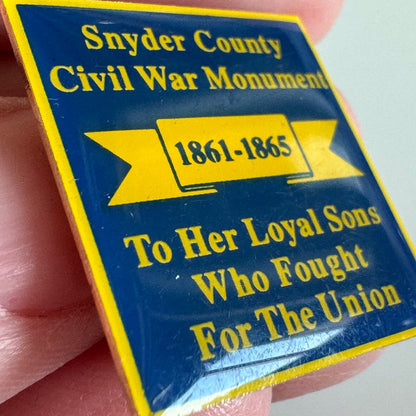 Snyder County
Civil War Monument
1861-1865
To Her Loyal Sons
Who Fought
For The Union